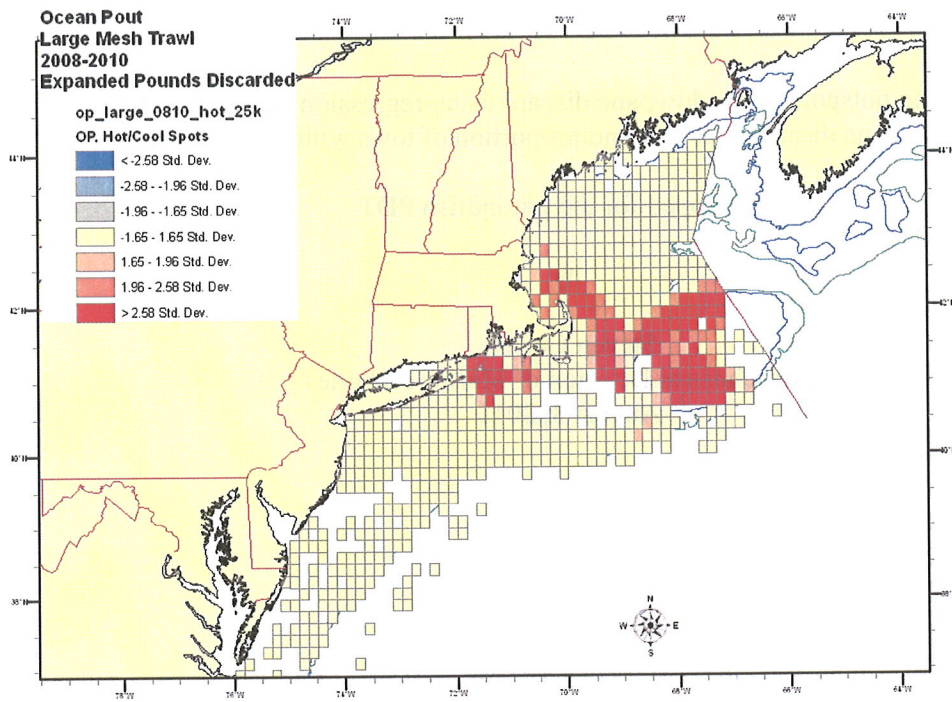 Ocean Pout
Large Mesh Trawl
2008-2010
Expanded Pounds Discarded
op_large_0810_hot_25k
OP. Hot/Cool Spots
< -2.58 Std. Dev.
-2.58 - -1.96 Std. Dev.
-1.96 - -1.65 Std. Dev.
-1.65 - 1.65 Std. Dev.
1.65 - 1.96 Std. Dev.
1.96 - 2.58 Std. Dev.
> 2.58 Std. Dev.
74°W 72°W 70°W 68°W 66°W 64°W
44°N 44°N
42°N 42°N
40°N 40°N
38°N 38°N
N
W E
S
78°W 76°W 74°W 72°W 70°W 68°W 66°W